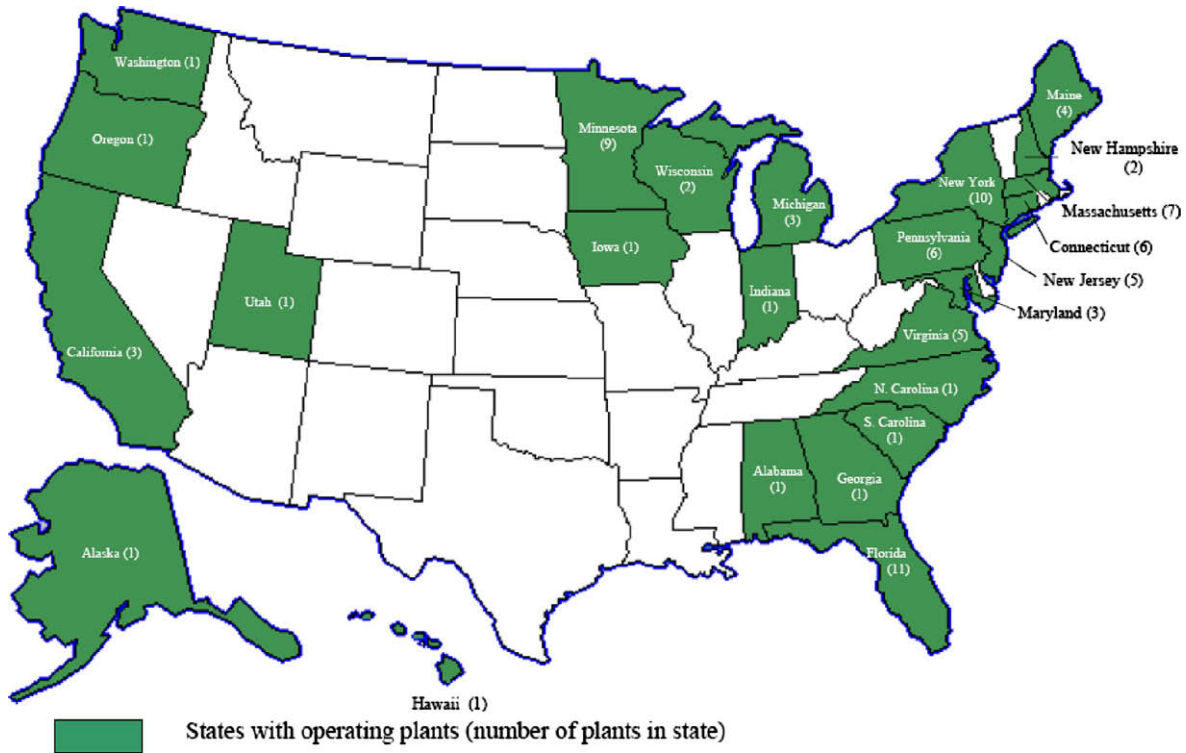 Washington (1)
Oregon (1)
California (3)
Utah (1)
Alaska (1)
Hawaii (1)
Minnesota
(9)
Wisconsin
(2)
Iowa (1)
Michigan
(3)
Indiana
(1)
Maine
(4)
New Hampshire
(2)
New York
(10)
Massachusetts (7)
Connecticut (6)
Pennsylvania
(6)
New Jersey (5)
Maryland (3)
Virginia (5)
N. Carolina (1)
S. Carolina
(1)
Alabama
(1)
Georgia
(1)
Florida
(11)
States with operating plants (number of plants in state)